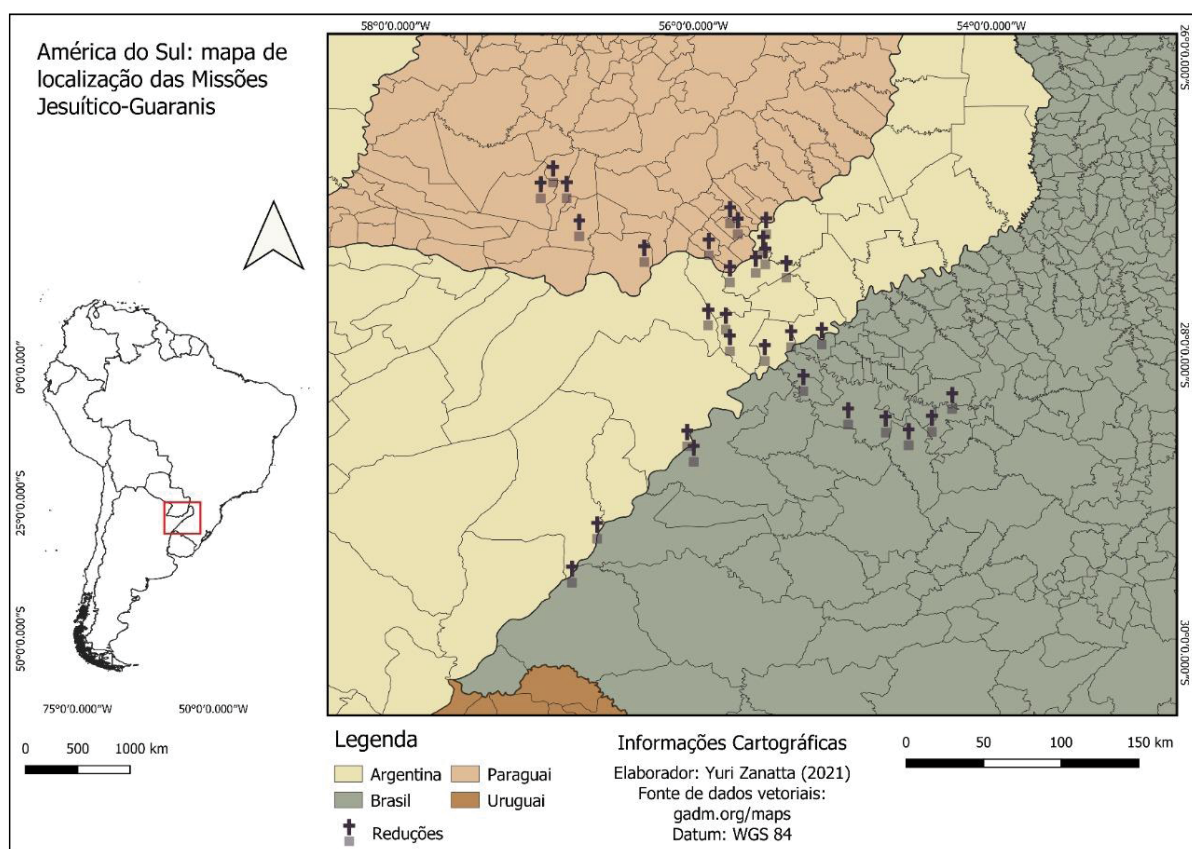 América do Sul: mapa de
localização das Missões
Jesuítico-Guaranis
58°0'0.000"W
56°0'0.000"W
54°0'0.000"W
26°0'0.000"S
28°0'0.000"S
30°0'0.000"S
0°0'0.000"
25°0'0.000"S
50°0'0.000"S
75°0'0.000"W
50°0'0.000"W
0 500 1000 km
Legenda
Argentina
Paraguai
Brasil
Uruguai
Reduções
Informações Cartográficas
Elaborador: Yuri Zanatta (2021)
Fonte de dados vetoriais:
gadm.org/maps
Datum: WGS 84
0 50 100 150 km